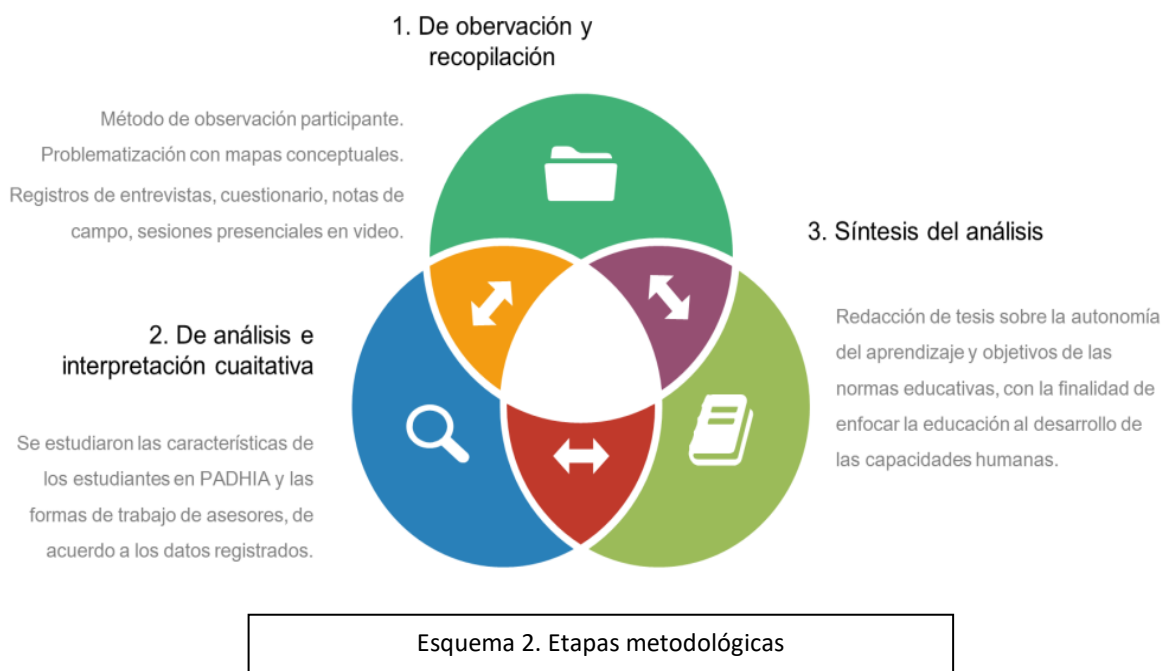 1. De obervación y
recopilación
Método de observación participante.
Problematización con mapas conceptuales.
Registros de entrevistas, cuestionario, notas de
campo, sesiones presenciales en video.
2. De análisis e
interpretación cuaitativa
Se estudiaron las características de
los estudiantes en PADHIA y las
formas de trabajo de asesores, de
acuerdo a los datos registrados.
3. Síntesis del análisis
Redacción de tesis sobre la autonomía
del aprendizaje y objetivos de las
normas educativas, con la finalidad de
enfocar la educación al desarrollo de
las capacidades humanas.
Esquema 2. Etapas metodológicas